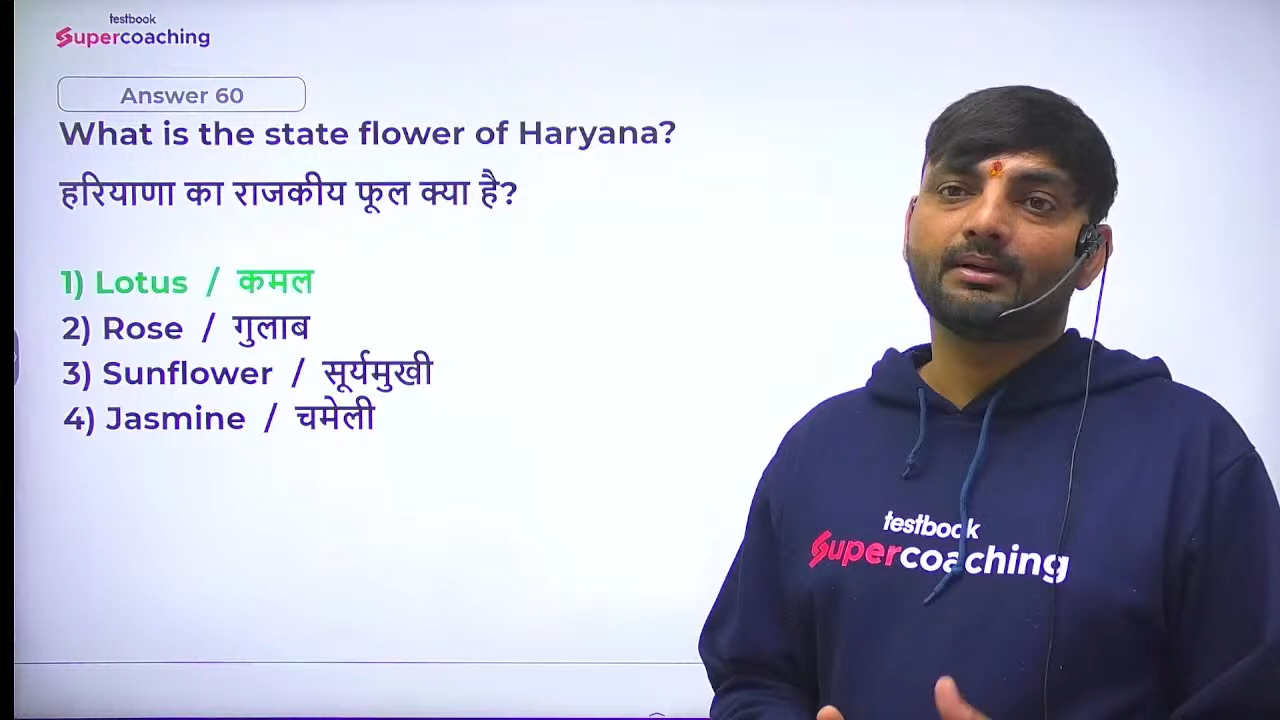 testbook
Supercoaching
Answer 60
What is the state flower of Haryana?
हरियाणा का राजकीय फूल क्या है?
1) Lotus / कमल
2) Rose / गुलाब
3) Sunflower / सूर्यमुखी
4) Jasmine / चमेली
testbook
Supercoaching